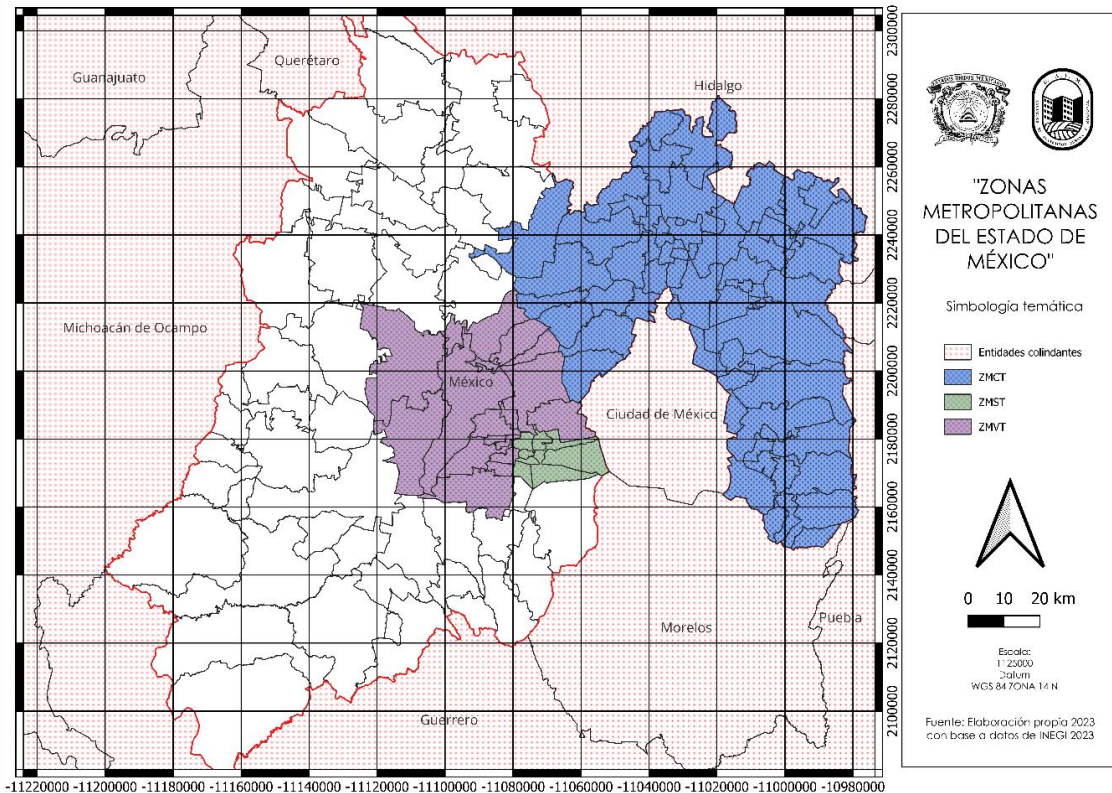 Guanajuato
Querétaro
Hidalgo
Michoacán de Ocampo
México
Ciudad de México
Morelos
Puebla
Guerrero
2300000
2280000
2260000
2240000
2220000
2200000
2180000
2160000
2140000
2120000
2100000
-11220000 -11200000 -11180000 -11160000 -11140000 -11120000 -11100000 -11080000 -11060000 -11040000 -11020000 -11000000 -10980000
"ZONAS
METROPOLITANAS
DEL ESTADO DE
MÉXICO"
Simbología temática
Entidades colindantes
ZMCT
ZMST
ZMVT
0 10 20 km
Escala:
1125000
Datum
WGS 84 ZONA 14 N
Fuente: Elaboración propia 2023
con base a datos de INEGI 2023